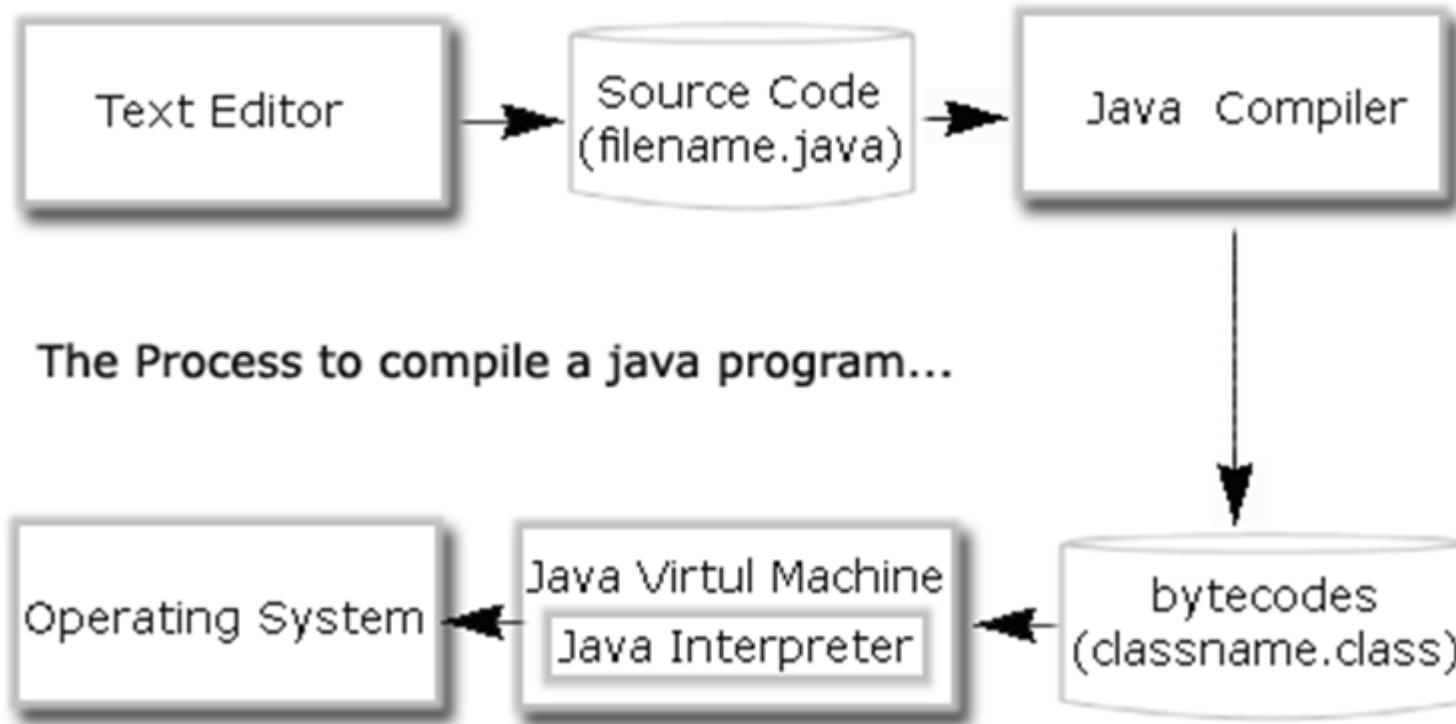 Text Editor
Source Code
(filename.java)
Java Compiler
The Process to compile a java program...
Operating System
Java Virtul Machine
Java Interpreter
bytecodes
(classname.class)